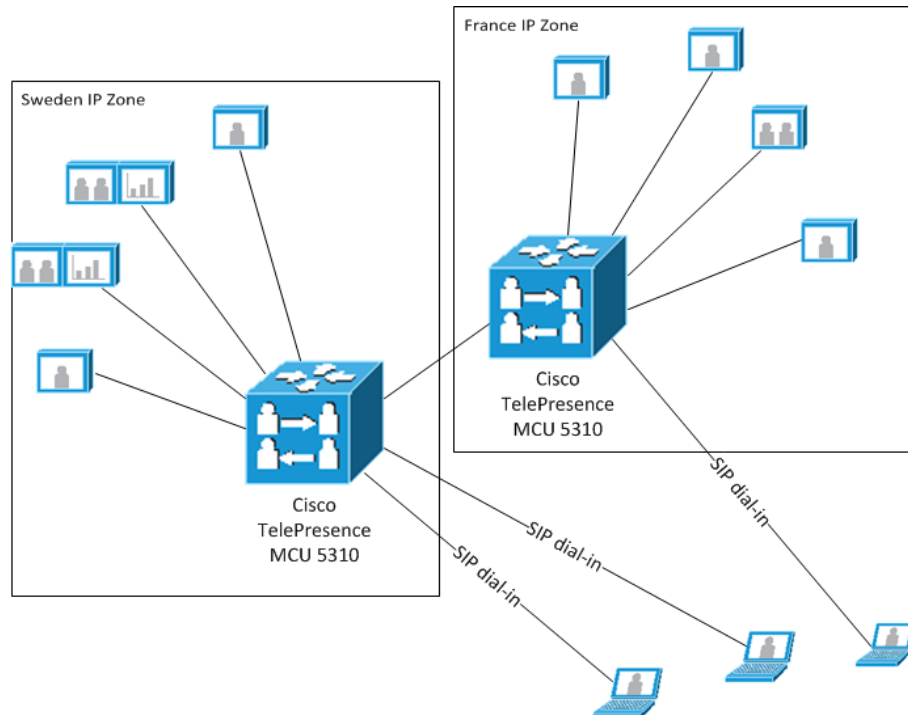 France IP Zone
Sweden IP Zone
Cisco
TelePresence
MCU 5310
Cisco
TelePresence
MCU 5310
SIP dial-in
SIP dial-in
SIP dial-in